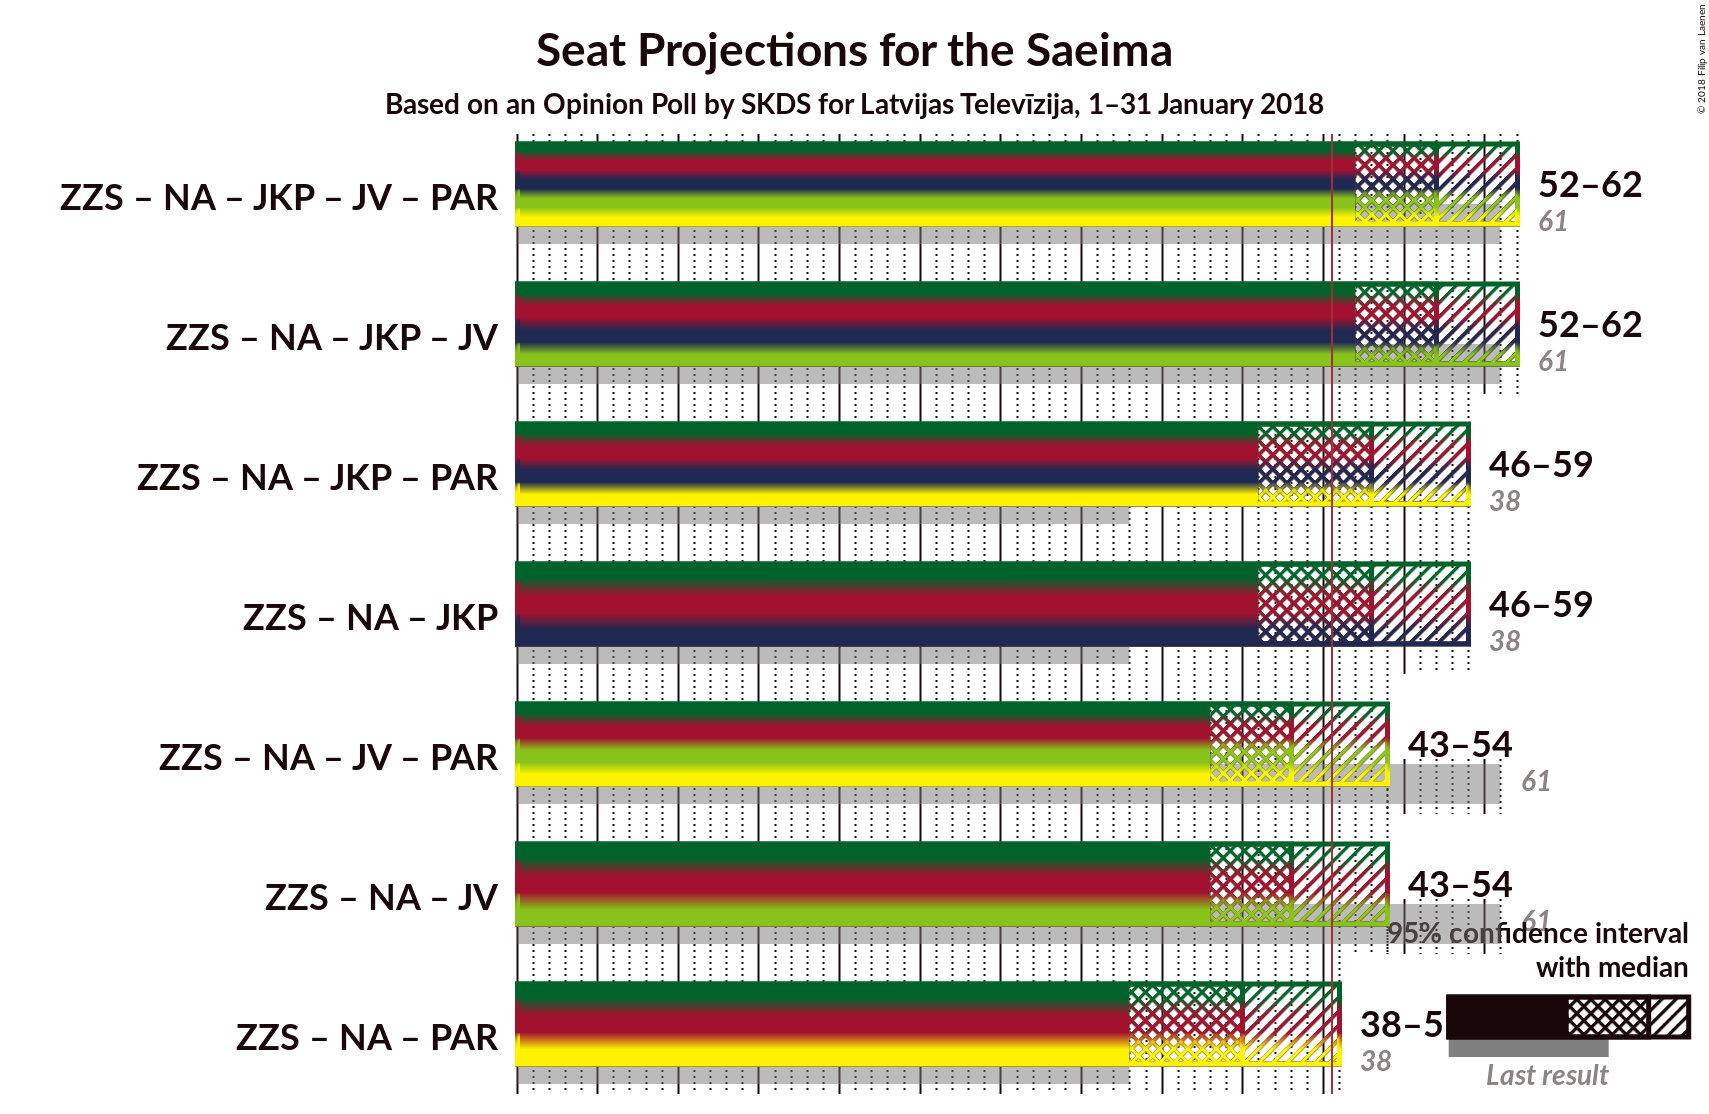 Seat Projections for the Saeima
Based on an Opinion Poll by SKDS for Latvijas Televīzija, 1–31 January 2018
© 2018 Filip van Laenen
ZZS – NA – JKP – JV – PAR
52–62
61
ZZS – NA – JKP – JV
52–62
61
ZZS – NA – JKP – PAR
46–59
38
ZZS – NA – JKP
46–59
38
ZZS – NA – JV – PAR
43–54
61
ZZS – NA – JV
43–54
61
95% confidence interval
with median
ZZS – NA – PAR
38–5
38
Last result